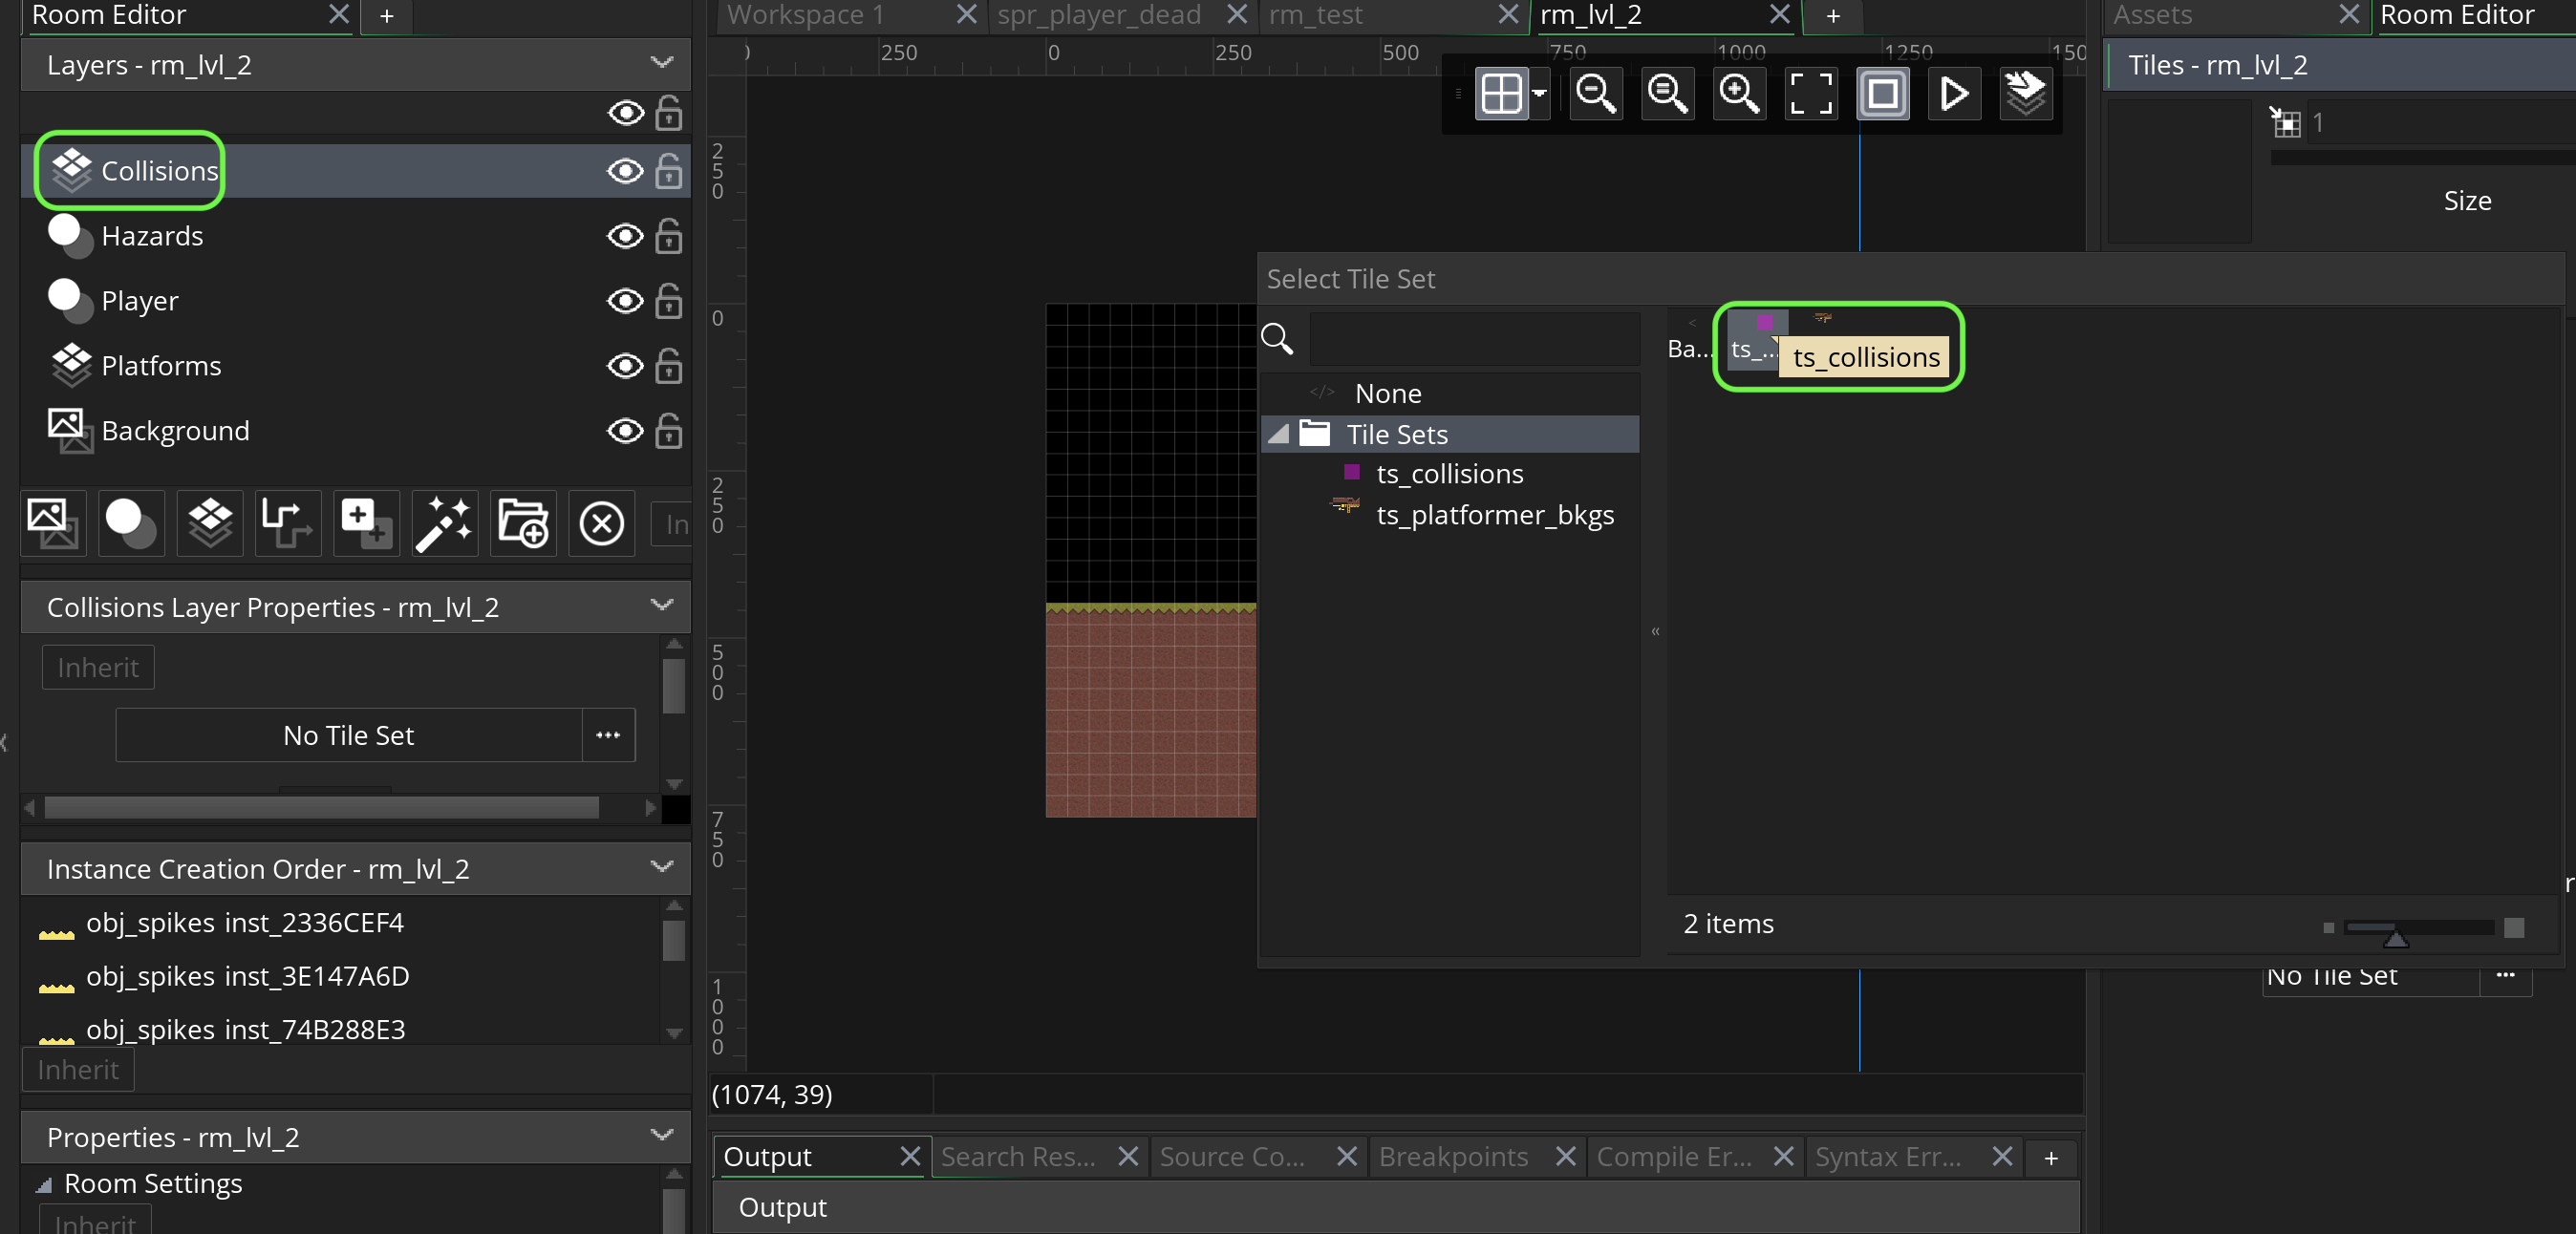 Room Editor
+
Workspace 1
spr_player_dead
rm_test
rm_lvl_2
+
Assets
Room Editor
Layers - rm_lvl_2
250
0
250
500
750
1000
1250
150
Tiles - rm_lvl_2
1
Size
Collisions
Hazards
Player
Platforms
Background
In
250
0
250
500
750
1000
Select Tile Set
None
Tile Sets
ts_collisions
ts_platformer_bkgs
«
<
Ba...
ts_...
ts_collisions
2 items
No Tile Set
...
Collisions Layer Properties - rm_lvl_2
Inherit
No Tile Set
...
Instance Creation Order - rm_lvl_2
obj_spikes inst_2336CEF4
obj_spikes inst_3E147A6D
obj_spikes inst_74B288E3
Inherit
Properties - rm_lvl_2
Room Settings
Inherit
(1074, 39)
Output
Search Res...
Source Co...
Breakpoints
Compile Er...
Syntax Err...
+
Output